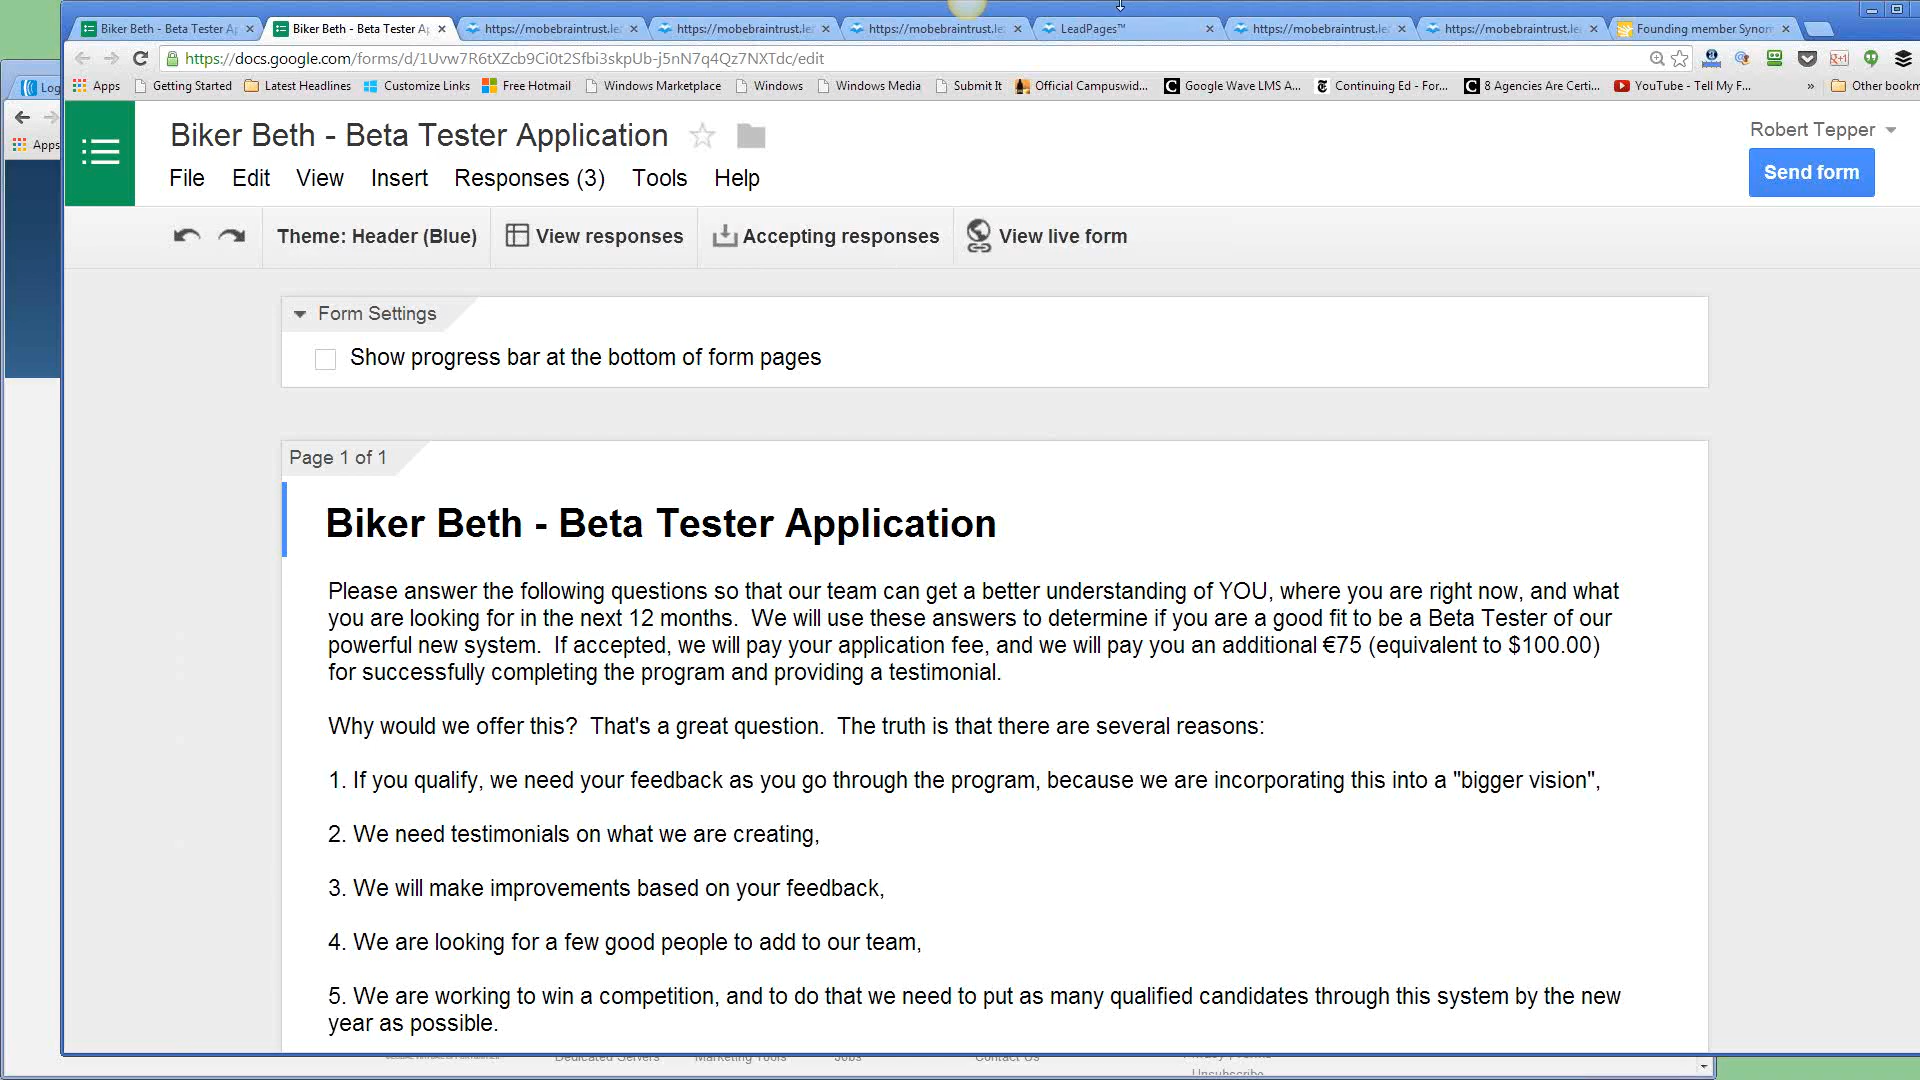 Biker Beth - Beta Tester Ap
Biker Beth - Beta Tester Ap
https://mobebraintrust.le
https://mobebraintrust.le
https://mobebraintrust.le
LeadPages™
https://mobebraintrust.le
https://mobebraintrust.le
Founding member Synon
Log
https://docs.google.com/forms/d/1Uvw7R6tXZcb9Ci0t2Sfbi3skpUb-j5nN7q4Qz7NXTdc/edit
Apps
Getting Started
Latest Headlines
Customize Links
Free Hotmail
Windows Marketplace
Windows
Windows Media
Submit It
Official Campuswid...
Google Wave LMS A...
Continuing Ed - For...
8 Agencies Are Certi...
YouTube - Tell My F...
»
Other bookm
Apps
Biker Beth - Beta Tester Application
Robert Tepper
File Edit View Insert Responses (3) Tools Help
Send form
Theme: Header (Blue)
View responses
Accepting responses
View live form
Form Settings
Show progress bar at the bottom of form pages
Page 1 of 1
Biker Beth - Beta Tester Application
Please answer the following questions so that our team can get a better understanding of YOU, where you are right now, and what
you are looking for in the next 12 months.  We will use these answers to determine if you are a good fit to be a Beta Tester of our
powerful new system.  If accepted, we will pay your application fee, and we will pay you an additional €75 (equivalent to $100.00)
for successfully completing the program and providing a testimonial.
Why would we offer this?  That's a great question.  The truth is that there are several reasons:
1. If you qualify, we need your feedback as you go through the program, because we are incorporating this into a "bigger vision",
2. We need testimonials on what we are creating,
3. We will make improvements based on your feedback,
4. We are looking for a few good people to add to our team,
5. We are working to win a competition, and to do that we need to put as many qualified candidates through this system by the new
year as possible.
Dedicated Servers
Marketing Tools
Jobs
Contact Us
Unsubscribe